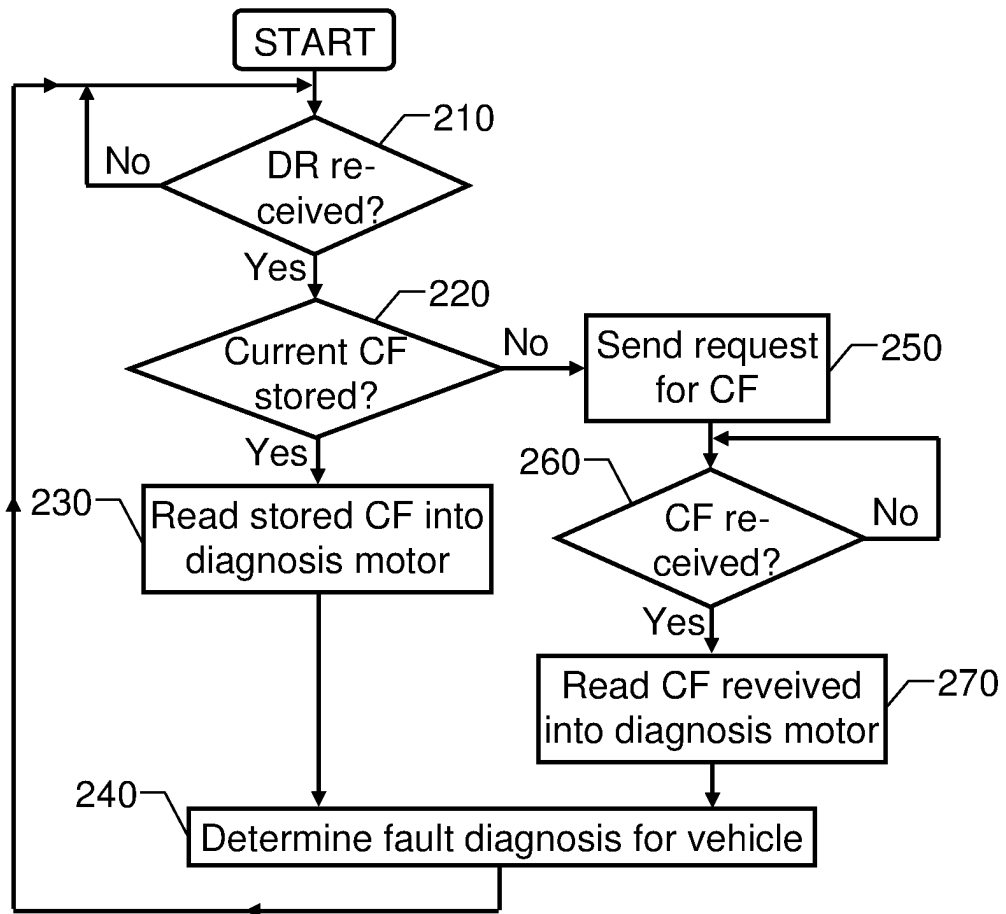 START
210
No
DR re-
ceived?
Yes
220
Current CF
stored?
No
Send request
for CF
250
Yes
260
230
Read stored CF into
diagnosis motor
CF re-
ceived?
No
Yes
Read CF reveived
into diagnosis motor
270
240
Determine fault diagnosis for vehicle